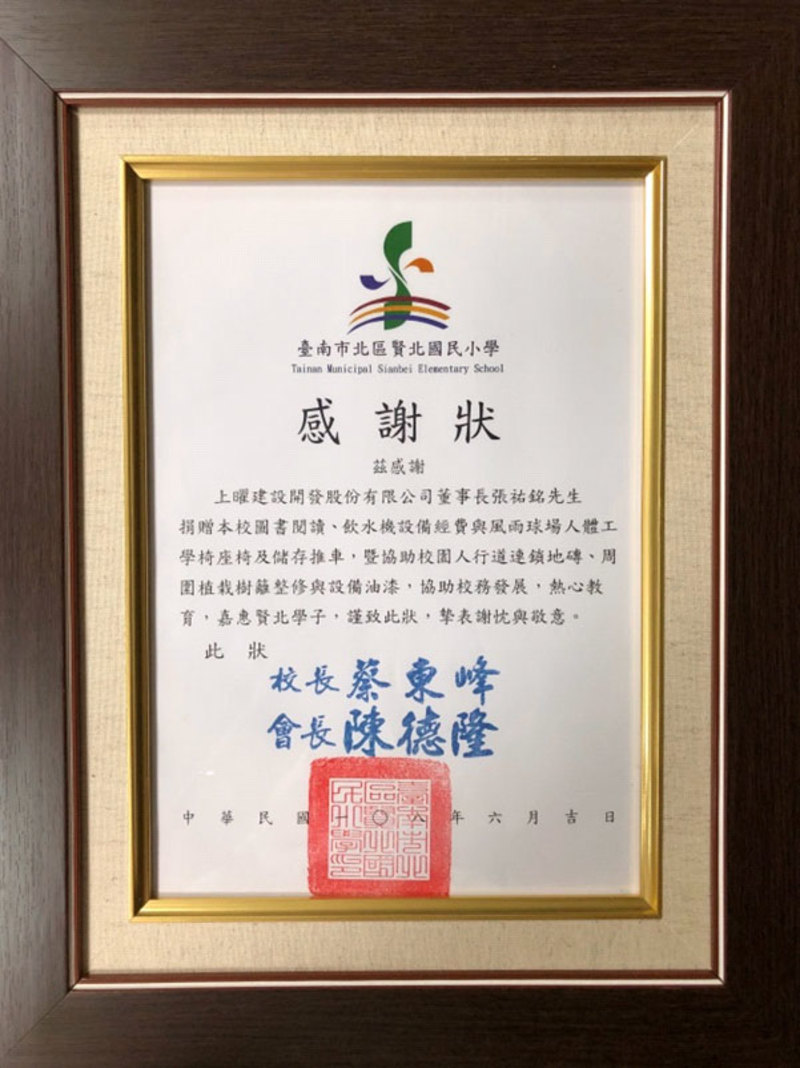 臺南市北區賢北國民小學
Tainan Municipal Sianbei Elementary School
感謝狀
茲感謝
上曜建設開發股份有限公司董事長張祐銘先生
捐贈本校圖書閱讀、飲水機設備經費與風雨球場人體工
學椅座椅及儲存推車，暨協助校園人行道連鎖地磚、周
圍植栽樹籬整修與設備油漆，協助校務發展，熱心教
育，嘉惠賢北學子，謹致此狀，摯表謝忱與敬意。
此狀
校長蔡東峰
會長陳德隆
中華民國一〇八年六月吉日